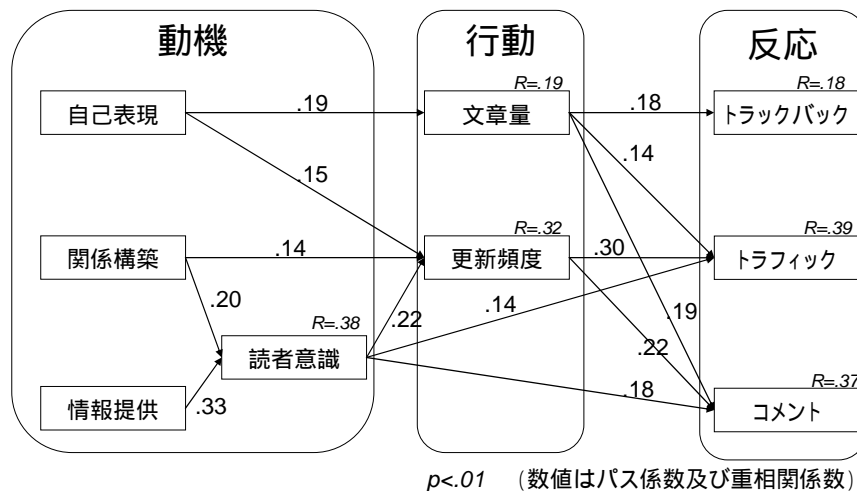 動機
行動
反応
R=.19
R=.18
自己表現
.19
文章量
.18
トラックバック
.15
.14
R=.32
R=.39
関係構築
.14
更新頻度
.30
トラフィック
.20
R=.38
.22
.14
.19
読者意識
.22
情報提供
.33
.18
R=.37
コメント
p<.01 (数値はパス係数及び重相関係数)